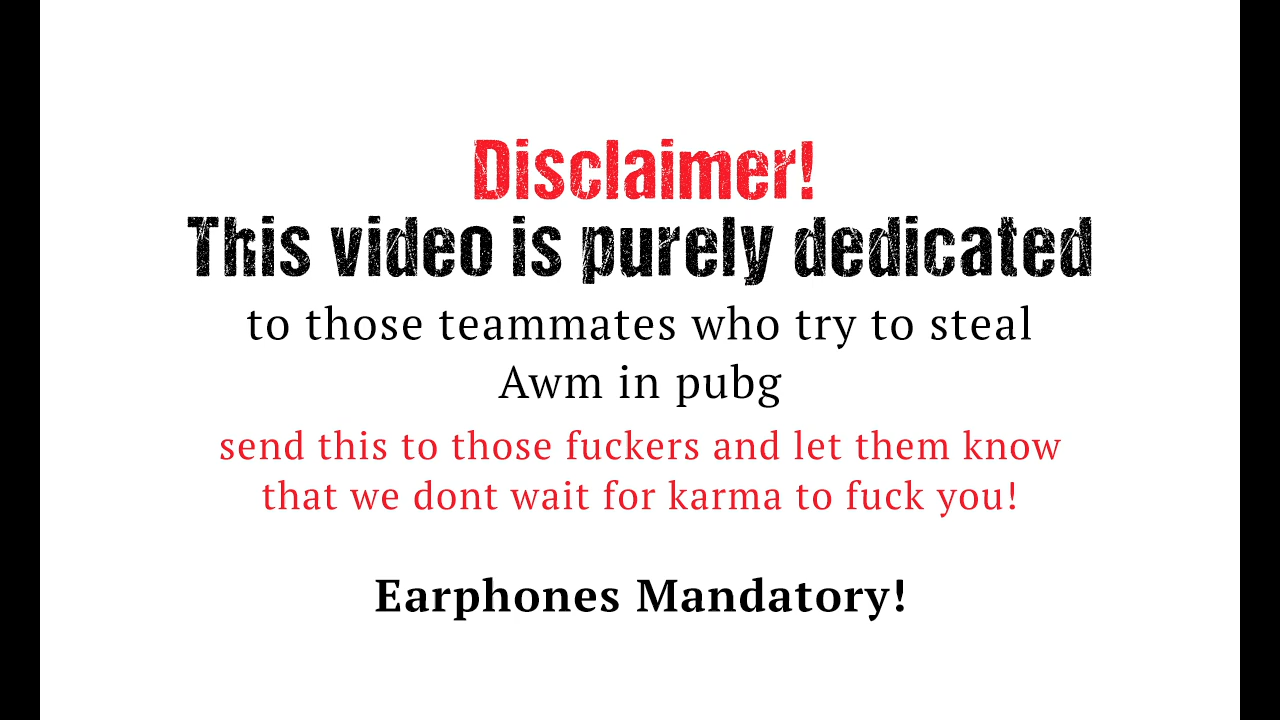 Disclaimer!
This video is purely dedicated
to those teammates who try to steal
Awm in pubg
send this to those fuckers and let them know
that we dont wait for karma to fuck you!
Earphones Mandatory!